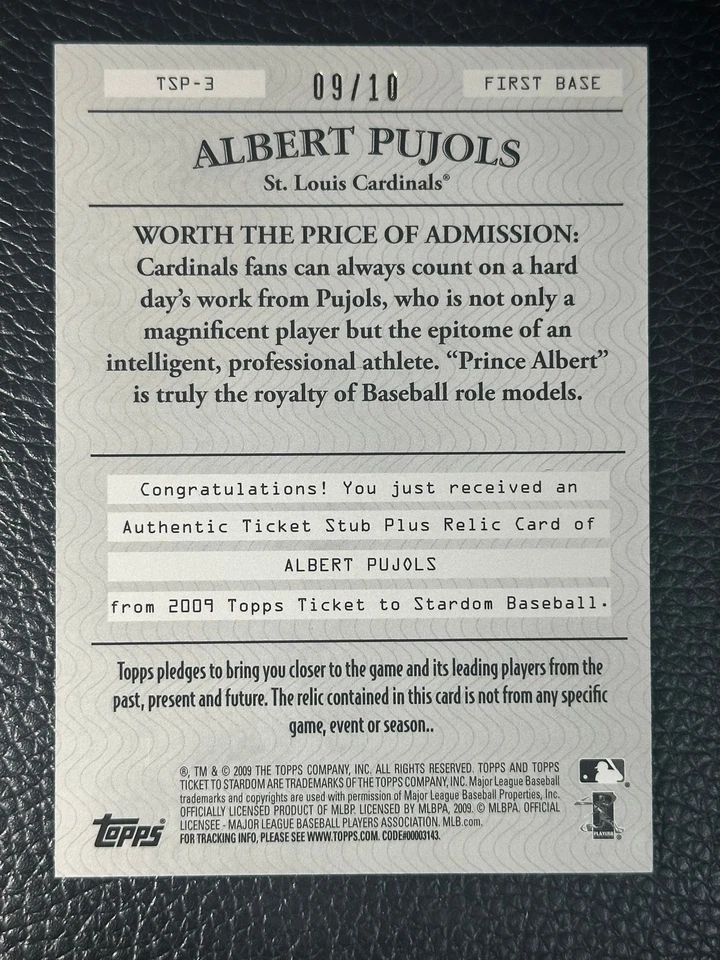 TSP-3
09/10
FIRST BASE
ALBERT PUJOLS
St. Louis Cardinals®
WORTH THE PRICE OF ADMISSION:
Cardinals fans can always count on a hard
day's work from Pujols, who is not only a
magnificent player but the epitome of an
intelligent, professional athlete. “Prince Albert”
is truly the royalty of Baseball role models.
Congratulations! You just received an
Authentic Ticket Stub Plus Relic Card of
ALBERT PUJOLS
from 2009 Topps Ticket to Stardom Baseball.
Topps pledges to bring you closer to the game and its leading players from the
past, present and future. The relic contained in this card is not from any specific
game, event or season..
®, TM & © 2009 THE TOPPS COMPANY, INC. ALL RIGHTS RESERVED. TOPPS AND TOPPS
TICKET TO STARDOM ARE TRADEMARKS OF THE TOPPS COMPANY, INC. Major League Baseball
trademarks and copyrights are used with permission of Major League Baseball Properties, Inc.
OFFICIALLY LICENSED PRODUCT OF MLBP. LICENSED BY MLBPA, 2009. © MLBPA. OFFICIAL
LICENSEE - MAJOR LEAGUE BASEBALL PLAYERS ASSOCIATION. MLB.com.
FOR TRACKING INFO, PLEASE SEE WWW.TOPPS.COM. CODE#00003143.
topps®
PLAYERS